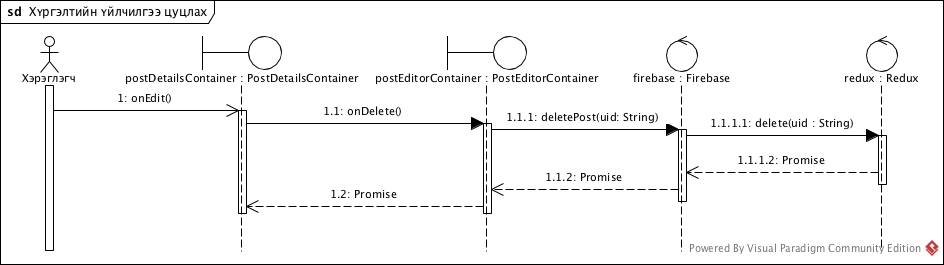 sd Хүргэлтийн үйлчилгээ цуцлах
Хэрэглэгч
postDetailsContainer : PostDetailsContainer
postEditorContainer : PostEditorContainer
firebase : Firebase
redux : Redux
1: onEdit()
1.1: onDelete()
1.1.1: deletePost(uid: String)
1.1.1.1: delete(uid : String)
1.1.1.2: Promise
1.1.2: Promise
1.2: Promise
Powered By Visual Paradigm Community Edition